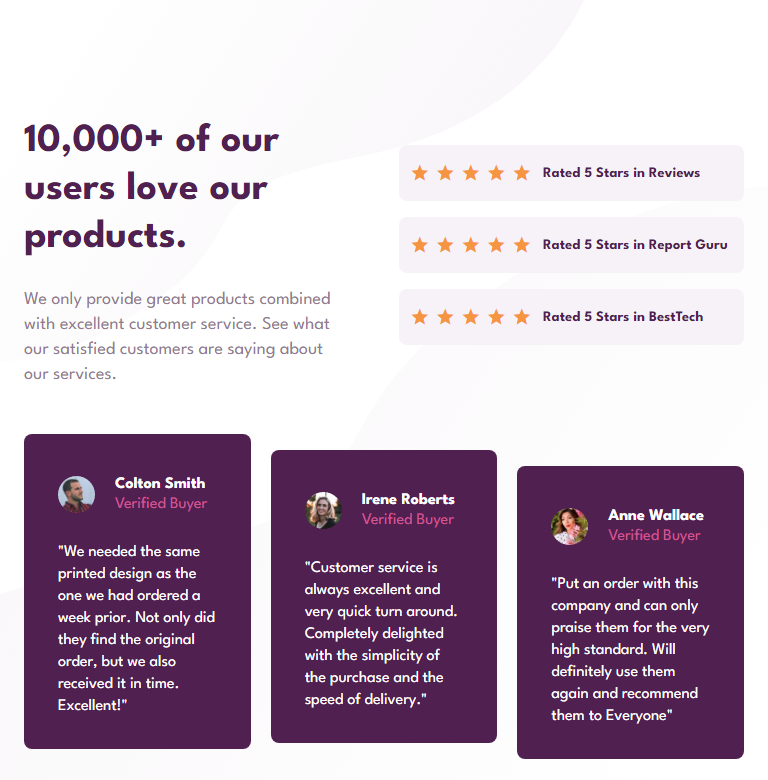 10,000+ of our
users love our
products.
We only provide great products combined
with excellent customer service. See what
our satisfied customers are saying about
our services.
Rated 5 Stars in Reviews
Rated 5 Stars in Report Guru
Rated 5 Stars in BestTech
Colton Smith
Verified Buyer
"We needed the same
printed design as the
one we had ordered a
week prior. Not only did
they find the original
order, but we also
received it in time.
Excellent!"
Irene Roberts
Verified Buyer
"Customer service is
always excellent and
very quick turn around.
Completely delighted
with the simplicity of
the purchase and the
speed of delivery."
Anne Wallace
Verified Buyer
"Put an order with this
company and can only
praise them for the very
high standard. Will
definitely use them
again and recommend
them to Everyone"